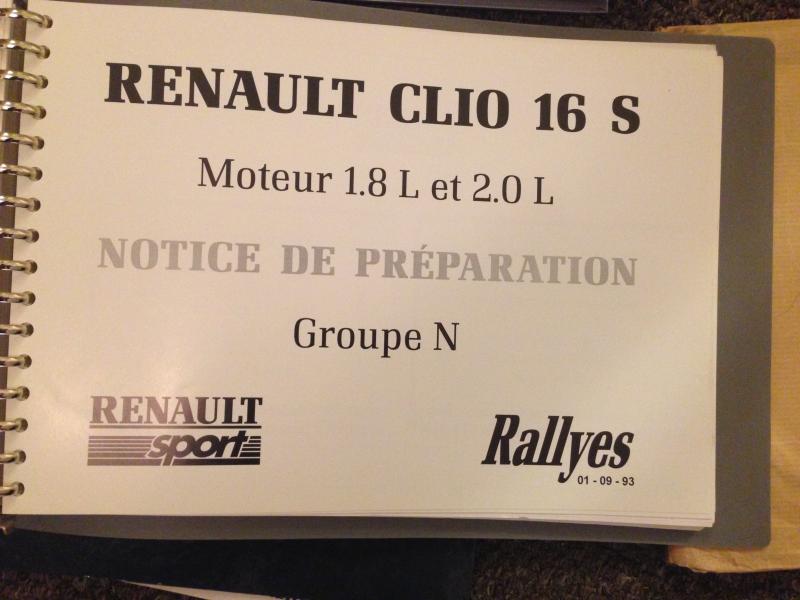 RENAULT CLIO 16 S
Moteur 1.8 L et 2.0 L
NOTICE DE PRÉPARATION
Groupe N
RENAULT
sport
Rallyes
01 - 09 - 93